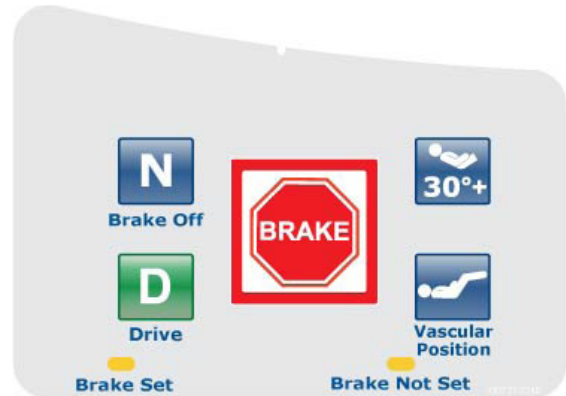 N
Brake Off
BRAKE
30°+
D
Drive
Vascular
Position
Brake Set
Brake Not Set